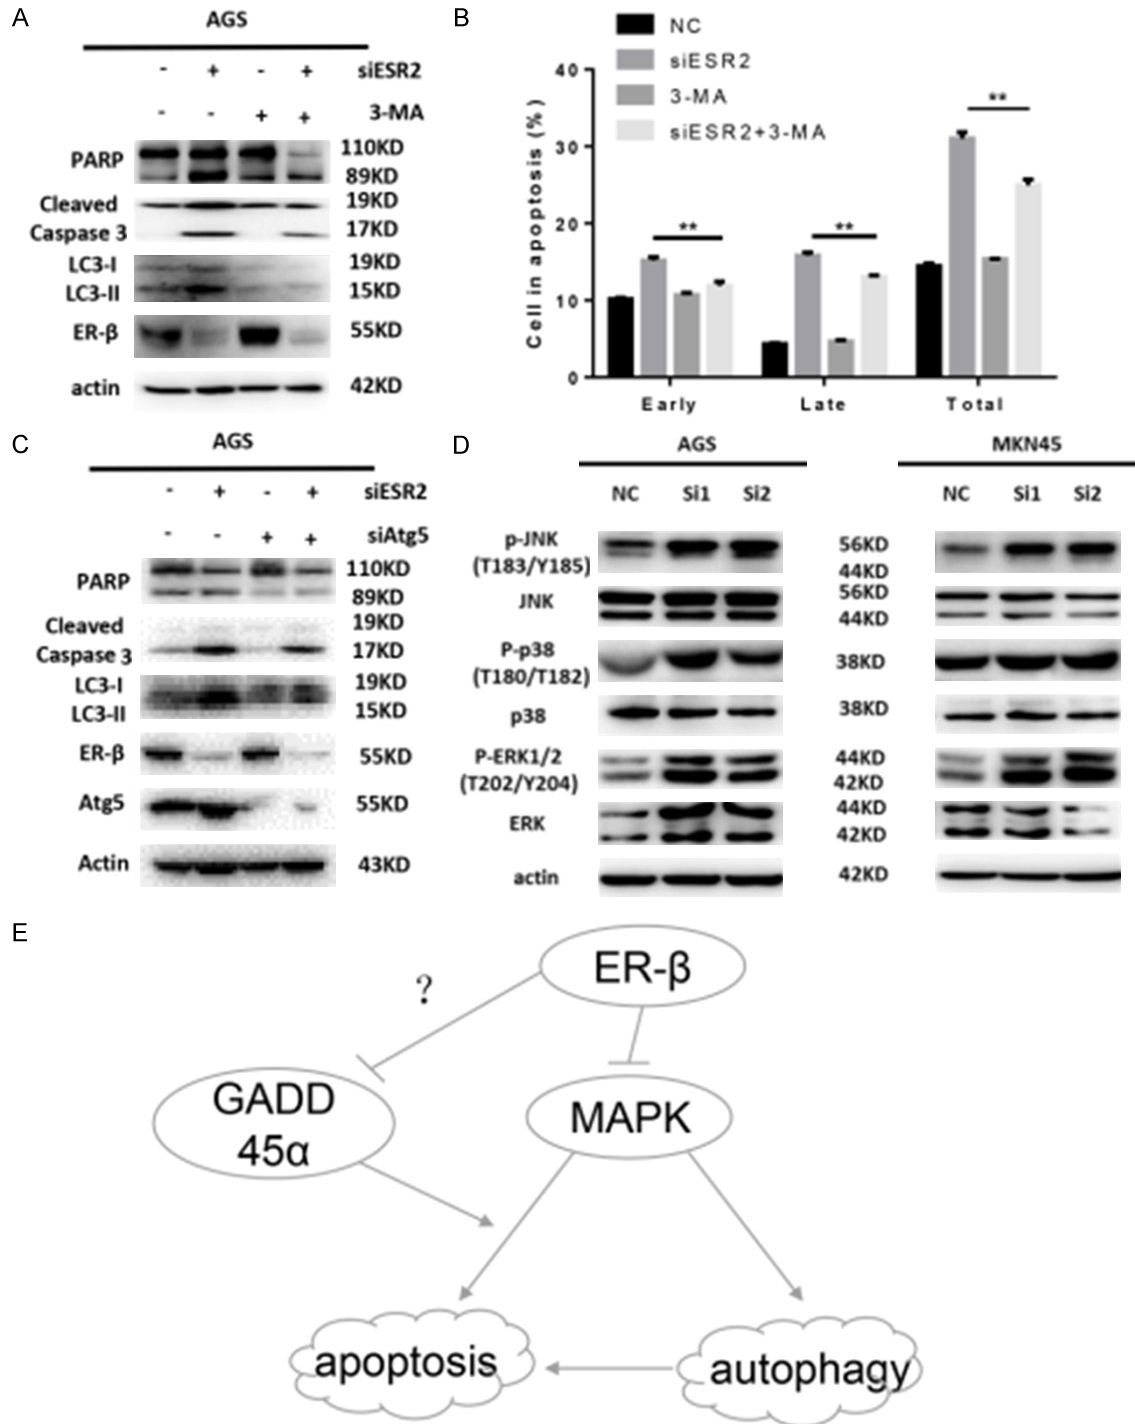 A
AGS
- + - + siESR2
- - + + 3-MA
PARP
110KD
89KD
Cleaved
Caspase 3
19KD
17KD
LC3-I
LC3-II
19KD
15KD
ER-β
55KD
actin
42KD
B
NC
siESR2
3-MA
siESR2+3-MA
Cell in apoptosis (%)
40
30
20
10
0
** ** **
Early Late Total
C
AGS
- + - + siESR2
- - + + siAtg5
PARP
110KD
89KD
Cleaved
Caspase 3
19KD
17KD
LC3-I
LC3-II
19KD
15KD
ER-β
55KD
Atg5
55KD
Actin
43KD
D
AGS MKN45
NC Si1 Si2 NC Si1 Si2
p-JNK
(T183/Y185)
56KD
44KD
JNK
56KD
44KD
P-p38
(T180/T182)
38KD
p38
38KD
P-ERK1/2
(T202/Y204)
44KD
42KD
ERK
44KD
42KD
actin
42KD
E
ER-β
?
GADD
45α
MAPK
apoptosis
autophagy